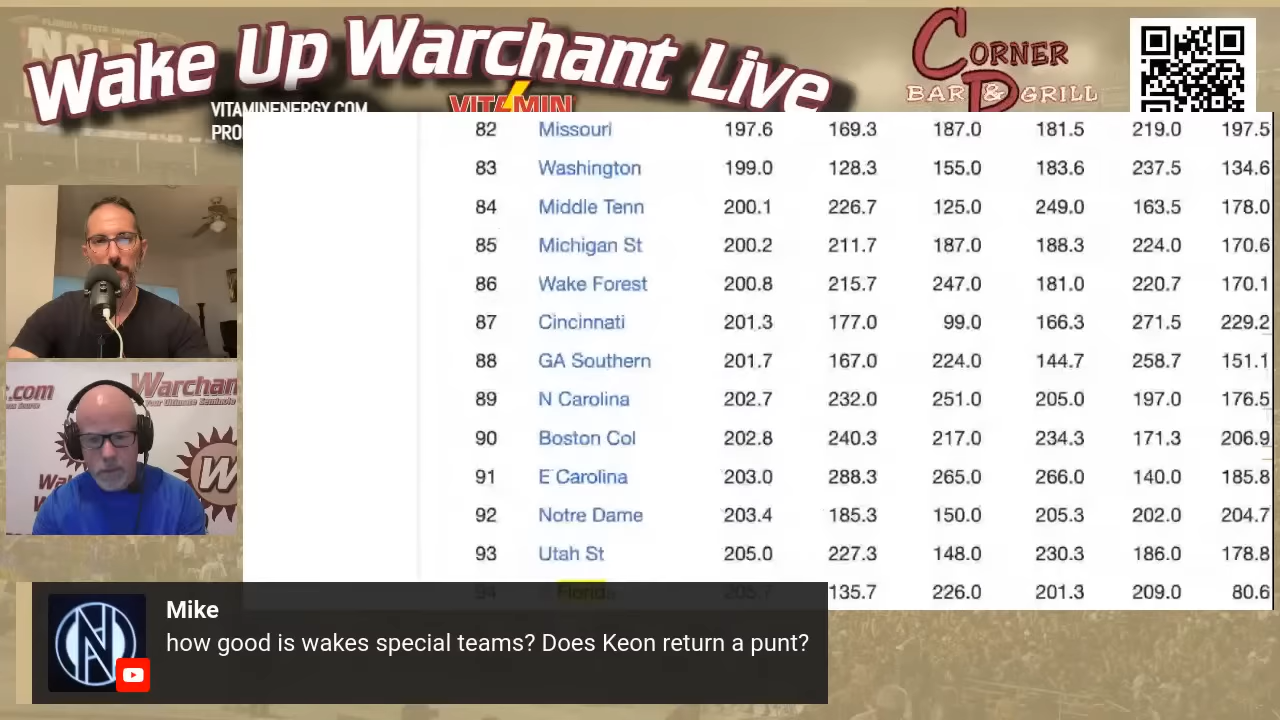 Wake Up Warchant Live
CORNER
BAR & GRILL
VITAMINENERGY.COM
VITAMIN
PRO
82 Missouri 197.6 169.3 187.0 181.5 219.0 197.5
83 Washington 199.0 128.3 155.0 183.6 237.5 134.6
84 Middle Tenn 200.1 226.7 125.0 249.0 163.5 178.0
85 Michigan St 200.2 211.7 187.0 188.3 224.0 170.6
86 Wake Forest 200.8 215.7 247.0 181.0 220.7 170.1
87 Cincinnati 201.3 177.0 99.0 166.3 271.5 229.2
88 GA Southern 201.7 167.0 224.0 144.7 258.7 151.1
89 N Carolina 202.7 232.0 251.0 205.0 197.0 176.5
90 Boston Col 202.8 240.3 217.0 234.3 171.3 206.9
91 E Carolina 203.0 288.3 265.0 266.0 140.0 185.8
92 Notre Dame 203.4 185.3 150.0 205.3 202.0 204.7
93 Utah St 205.0 227.3 148.0 230.3 186.0 178.8
94 Florida 205.7 135.7 226.0 201.3 209.0 80.6
.com
Warchan
W
Mike
how good is wakes special teams? Does Keon return a punt?